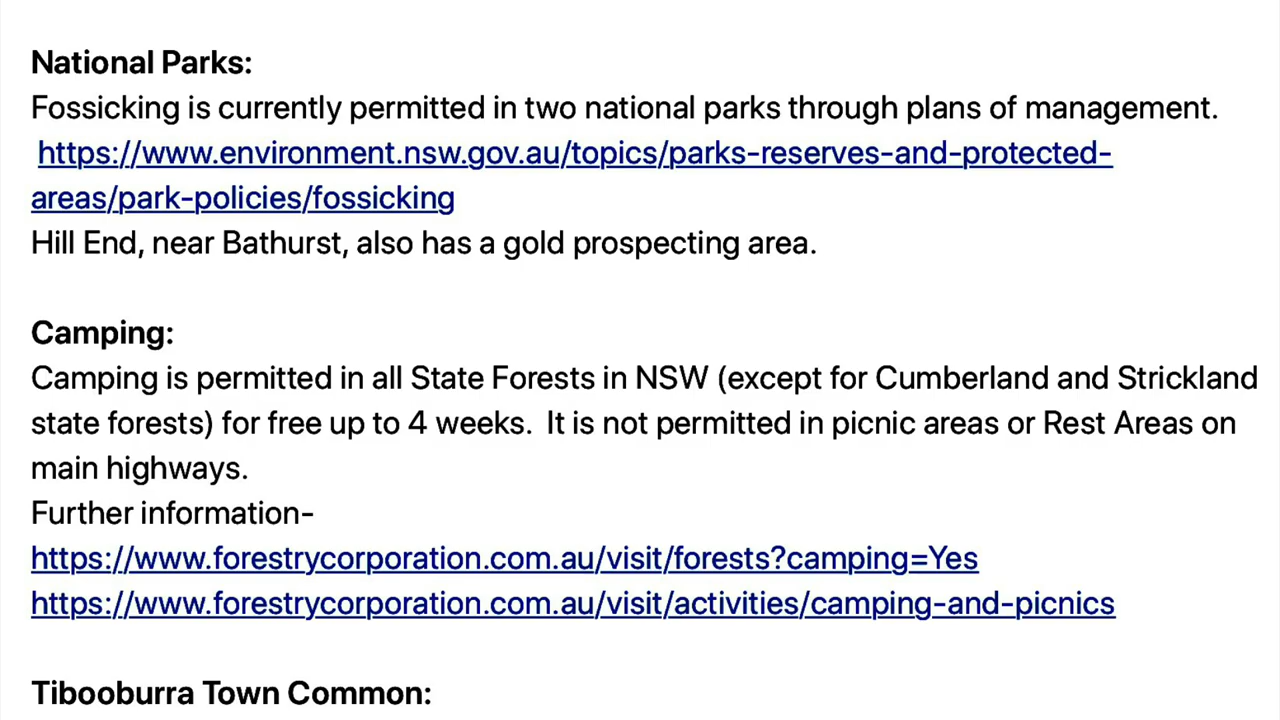 National Parks:
Fossicking is currently permitted in two national parks through plans of management.
https://www.environment.nsw.gov.au/topics/parks-reserves-and-protected-
areas/park-policies/fossicking
Hill End, near Bathurst, also has a gold prospecting area.
Camping:
Camping is permitted in all State Forests in NSW (except for Cumberland and Strickland
state forests) for free up to 4 weeks.  It is not permitted in picnic areas or Rest Areas on
main highways.
Further information-
https://www.forestrycorporation.com.au/visit/forests?camping=Yes
https://www.forestrycorporation.com.au/visit/activities/camping-and-picnics
Tibooburra Town Common: